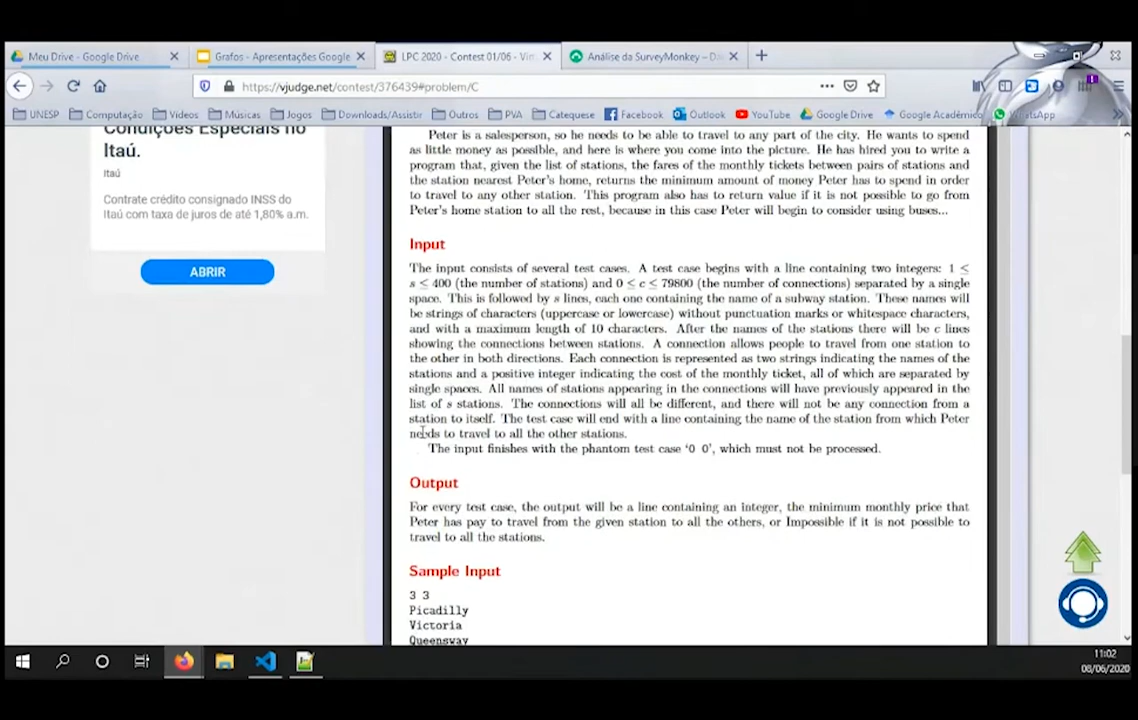 Meu Drive - Google Drive
Grafos - Apresentações Google
LPC 2020 - Contest 01/06 - Vir
Análise da SurveyMonkey -
https://vjudge.net/contest/376439#problem/C
UNESP
Computação
Vídeos
Músicas
Downloads/Assistir
Jogos
Outros
PVA
Catequese
Facebook
Outlook
YouTube
Google Drive
Google Acadêmico
WhatsApp
Condições Especiais no
Itaú.
Itaú
Contrate crédito consignado INSS do
Itaú com taxa de juros de até 1,80% a.m.
ABRIR
Peter is a salesperson, so he needs to be able to travel to any part of the city. He wants to spend
as little money as possible, and here is where you come into the picture. He has hired you to write a
program that, given the list of stations, the fares of the monthly tickets between pairs of stations and
the station nearest Peter's home, returns the minimum amount of money Peter has to spend in order
to travel to any other station. This program also has to return value if it is not possible to go from
Peter's home station to all the rest, because in this case Peter will begin to consider using buses...
Input
The input consists of several test cases. A test case begins with a line containing two integers: 1 ≤
s ≤ 400 (the number of stations) and 0 ≤ c ≤ 79800 (the number of connections) separated by a single
space. This is followed by s lines, each one containing the name of a subway station. These names will
be strings of characters (uppercase or lowercase) without punctuation marks or whitespace characters,
and with a maximum length of 10 characters. After the names of the stations there will be c lines
showing the connections between stations. A connection allows people to travel from one station to
the other in both directions. Each connection is represented as two strings indicating the names of the
stations and a positive integer indicating the cost of the monthly ticket, all of which are separated by
single spaces. All names of stations appearing in the connections will have previously appeared in the
list of s stations. The connections will all be different, and there will not be any connection from a
station to itself. The test case will end with a line containing the name of the station from which Peter
needs to travel to all the other stations.
The input finishes with the phantom test case '0 0', which must not be processed.
Output
For every test case, the output will be a line containing an integer, the minimum monthly price that
Peter has pay to travel from the given station to all the others, or Impossible if it is not possible to
travel to all the stations.
Sample Input
3 3
Picadilly
Victoria
Queensway
11:02
08/06/2020